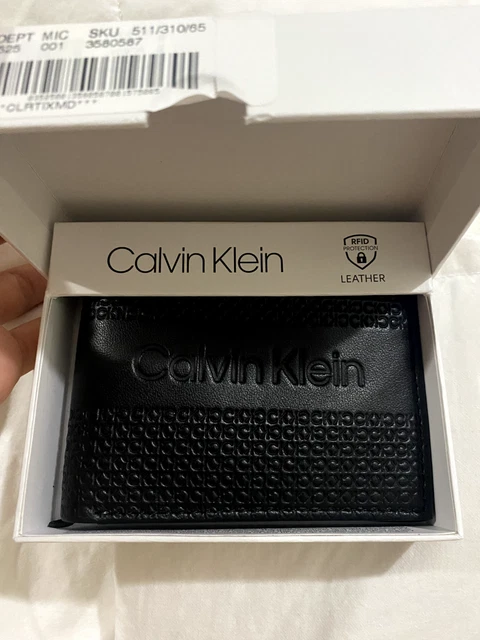 DEPT MIC SKU 511/310/65
525 001 3580587
*CLRTIXMD***
Calvin Klein
RFID
PROTECTION
LEATHER
Calvin Klein